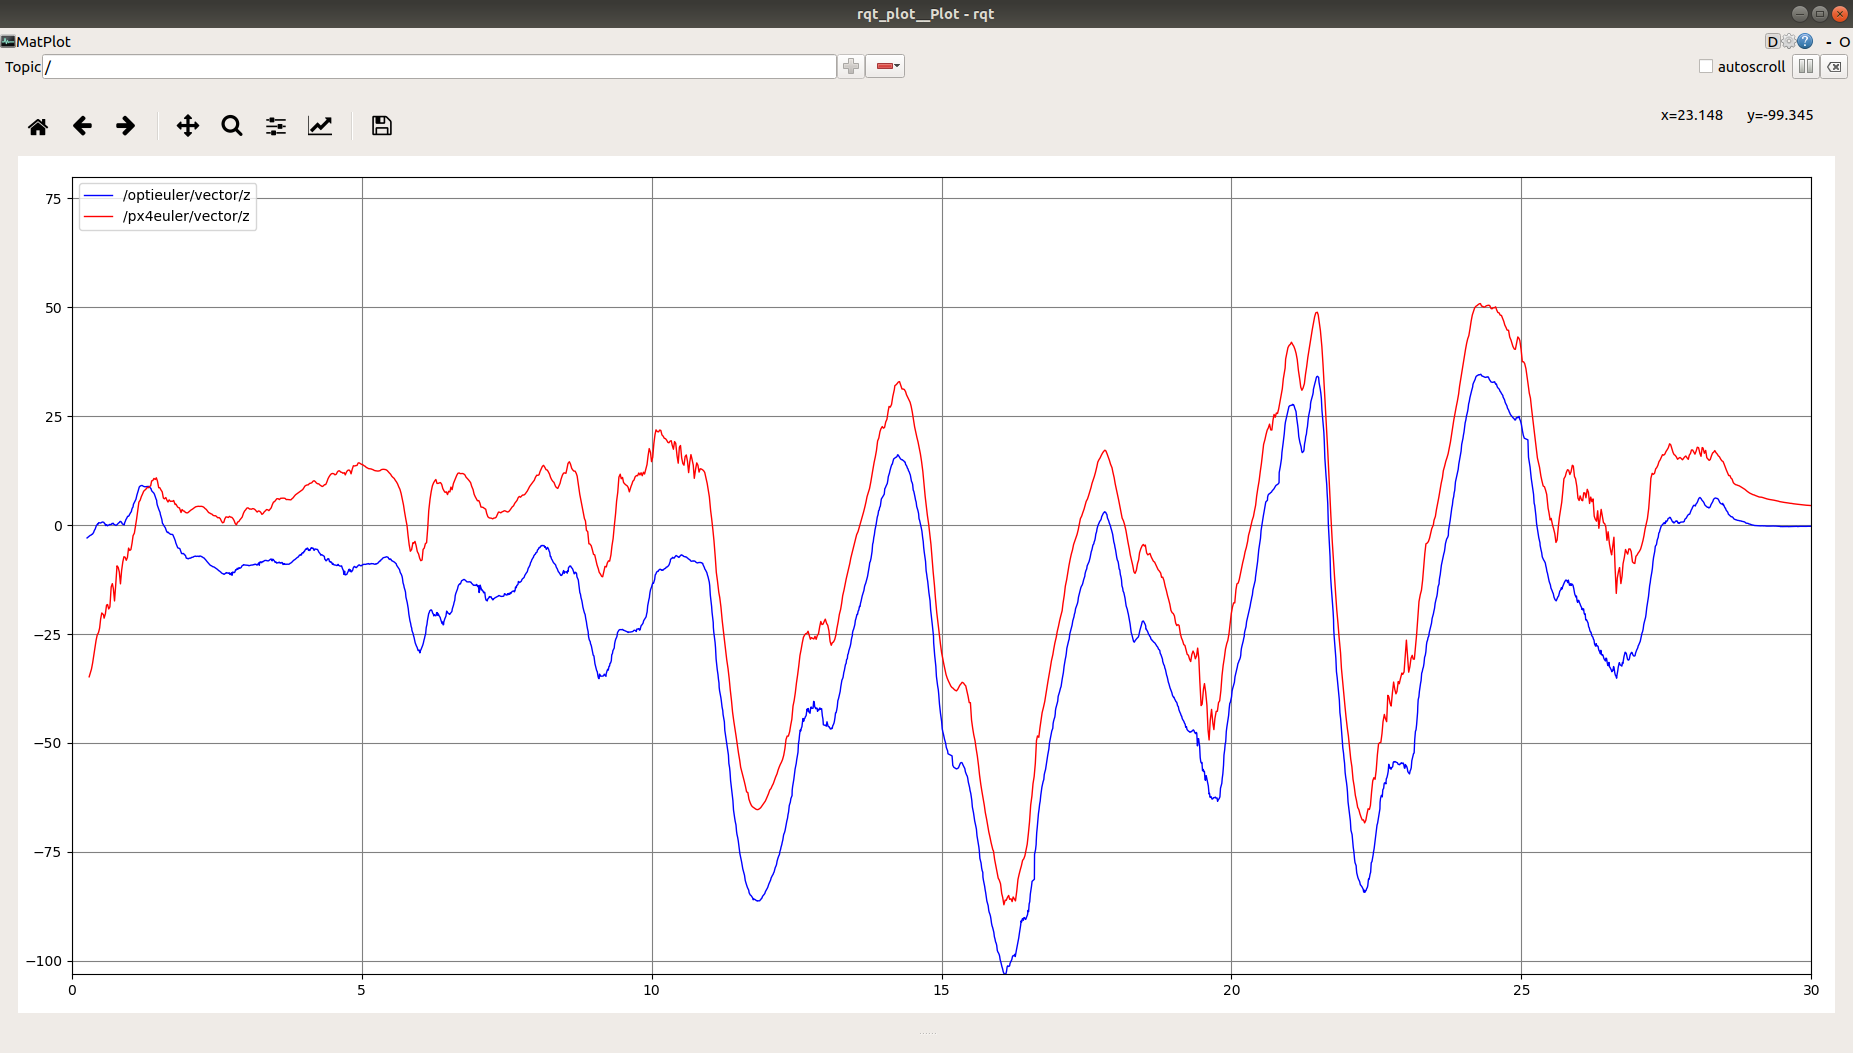 rqt_plot__Plot - rqt
MatPlot
D ? - O
Topic /
autoscroll
x=23.148 y=-99.345
/optieuler/vector/z
/px4euler/vector/z
75
50
25
0
−25
−50
−75
−100
0 5 10 15 20 25 30